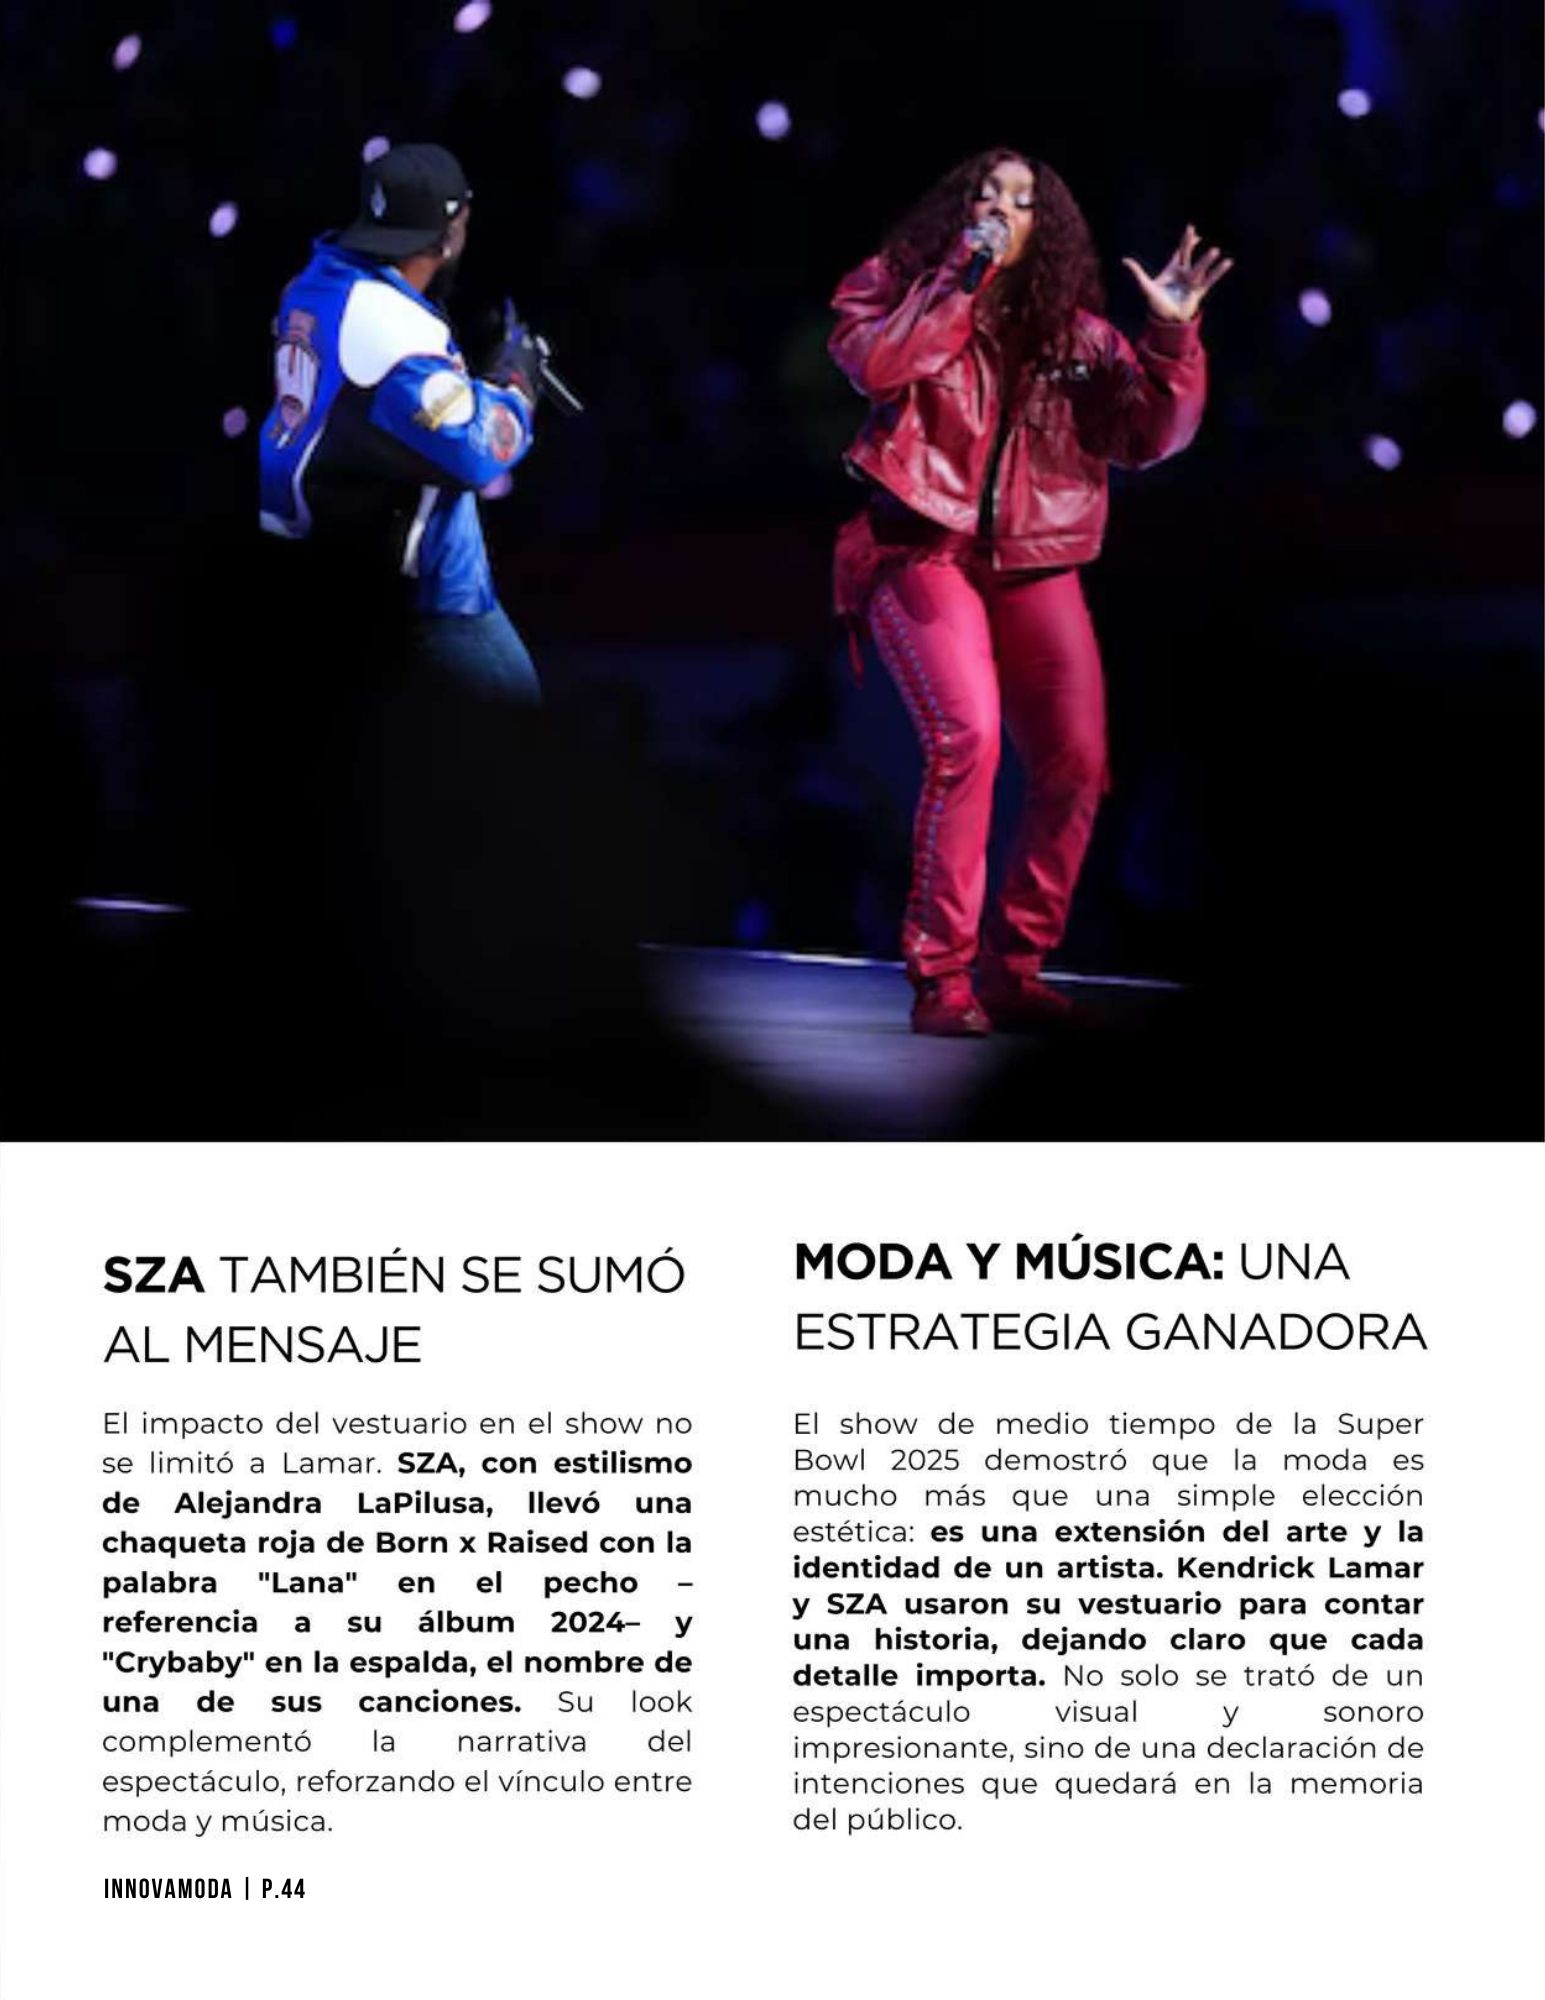 SZA TAMBIÉN SE SUMÓ
AL MENSAJE
El impacto del vestuario en el show no
se limitó a Lamar. SZA, con estilismo
de Alejandra LaPilusa, llevó una
chaqueta roja de Born x Raised con la
palabra "Lana" en el pecho –
referencia a su álbum 2024– y
"Crybaby" en la espalda, el nombre de
una de sus canciones. Su look
complementó la narrativa del
espectáculo, reforzando el vínculo entre
moda y música.
MODA Y MÚSICA: UNA
ESTRATEGIA GANADORA
El show de medio tiempo de la Super
Bowl 2025 demostró que la moda es
mucho más que una simple elección
estética: es una extensión del arte y la
identidad de un artista. Kendrick Lamar
y SZA usaron su vestuario para contar
una historia, dejando claro que cada
detalle importa. No solo se trató de un
espectáculo visual y sonoro
impresionante, sino de una declaración de
intenciones que quedará en la memoria
del público.
INNOVAMODA | P.44